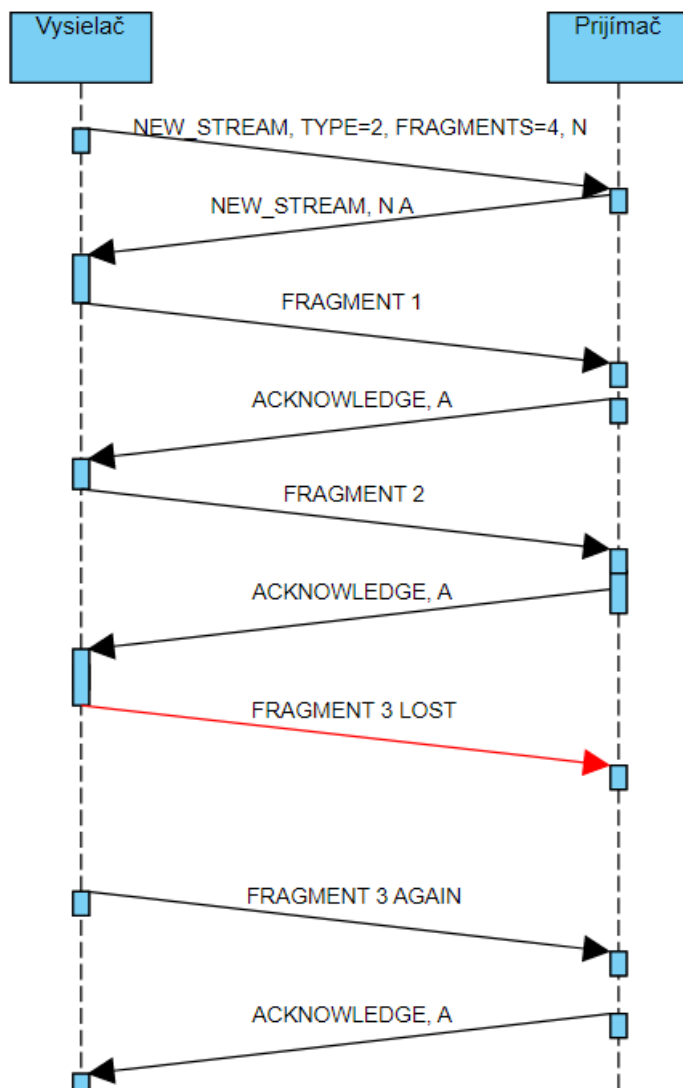 Vysielač
Prijímač
NEW_STREAM, TYPE=2, FRAGMENTS=4, N
NEW_STREAM, N A
FRAGMENT 1
ACKNOWLEDGE, A
FRAGMENT 2
ACKNOWLEDGE, A
FRAGMENT 3 LOST
FRAGMENT 3 AGAIN
ACKNOWLEDGE, A